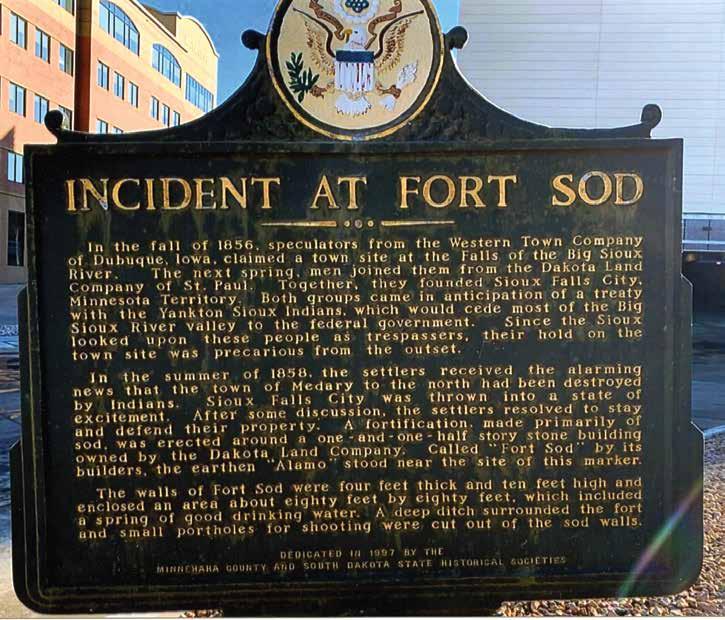 INCIDENT AT FORT SOD
In the fall of 1856, speculators from the Western Town Company
of Dubuque, Iowa, claimed a town site at the Falls of the Big Sioux
River. The next spring, men joined them from the Dakota Land
Company of St. Paul. Together, they founded Sioux Falls City,
Minnesota Territory. Both groups came in anticipation of a treaty
with the Yankton Sioux Indians, which would cede most of the Big
Sioux River valley to the federal government. Since the Sioux
looked upon these people as trespassers, their hold on the
town site was precarious from the outset.
In the summer of 1858, the settlers received the alarming
news that the town of Medary to the north had been destroyed
by Indians. Sioux Falls City was thrown into a state of
excitement. After some discussion, the settlers resolved to stay
and defend their property. A fortification, made primarily of
sod, was erected around a one-and-one-half story stone building
owned by the Dakota Land Company. Called "Fort Sod" by its
builders, the earthen "Alamo" stood near the site of this marker.
The walls of Fort Sod were four feet thick and ten feet high and
enclosed an area about eighty feet by eighty feet, which included
a spring of good drinking water. A deep ditch surrounded the fort
and small portholes for shooting were cut out of the sod walls.
DEDICATED IN 1997 BY THE
MINNEHAHA COUNTY AND SOUTH DAKOTA STATE HISTORICAL SOCIETIES